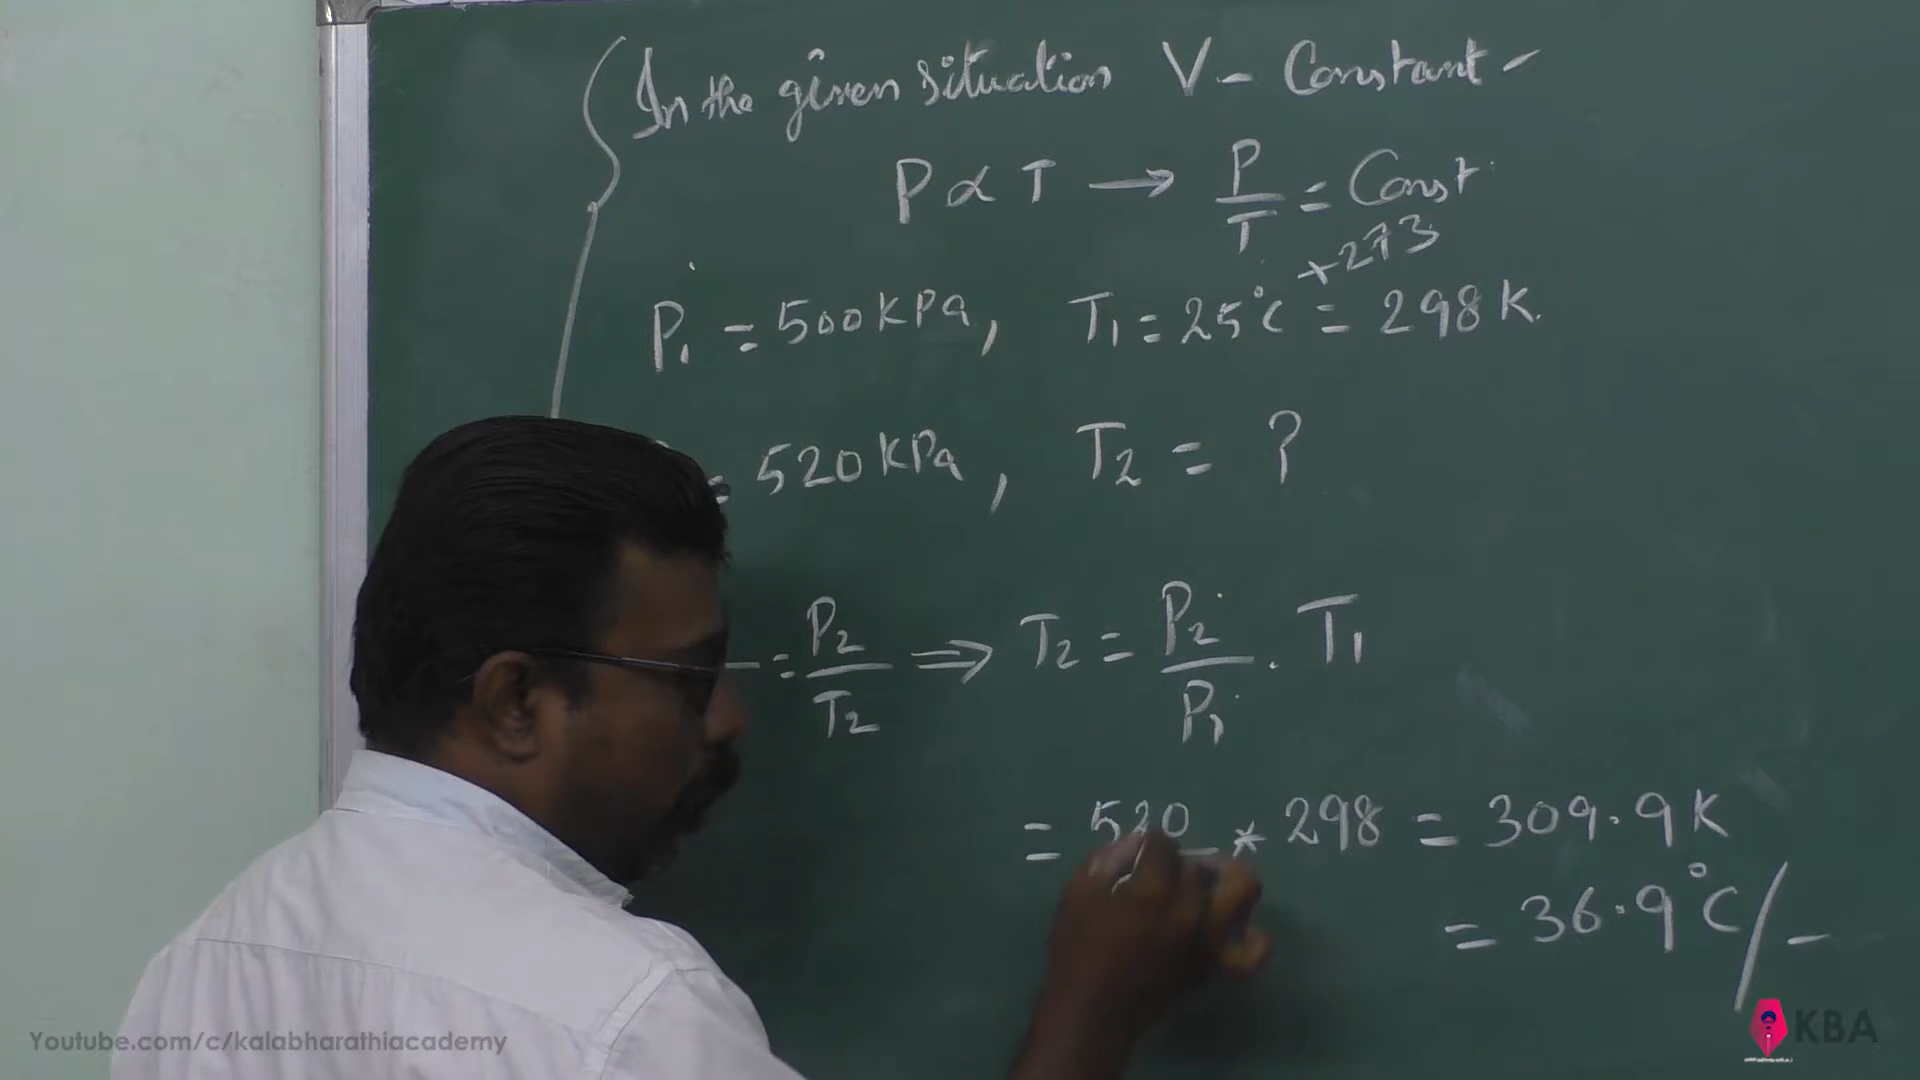 In the given situation V - Constant -
P ∝ T → P/T = Const
+273
P₁ = 500 kPa, T₁ = 25°C = 298 K.
= 520 kPa, T₂ = ?
= P₂/T₂ ⇒ T₂ = P₂/P₁ . T₁
= 520 * 298 = 309.9 K
= 36.9°C/-
Youtube.com/c/kalabharathiacademy
KBA